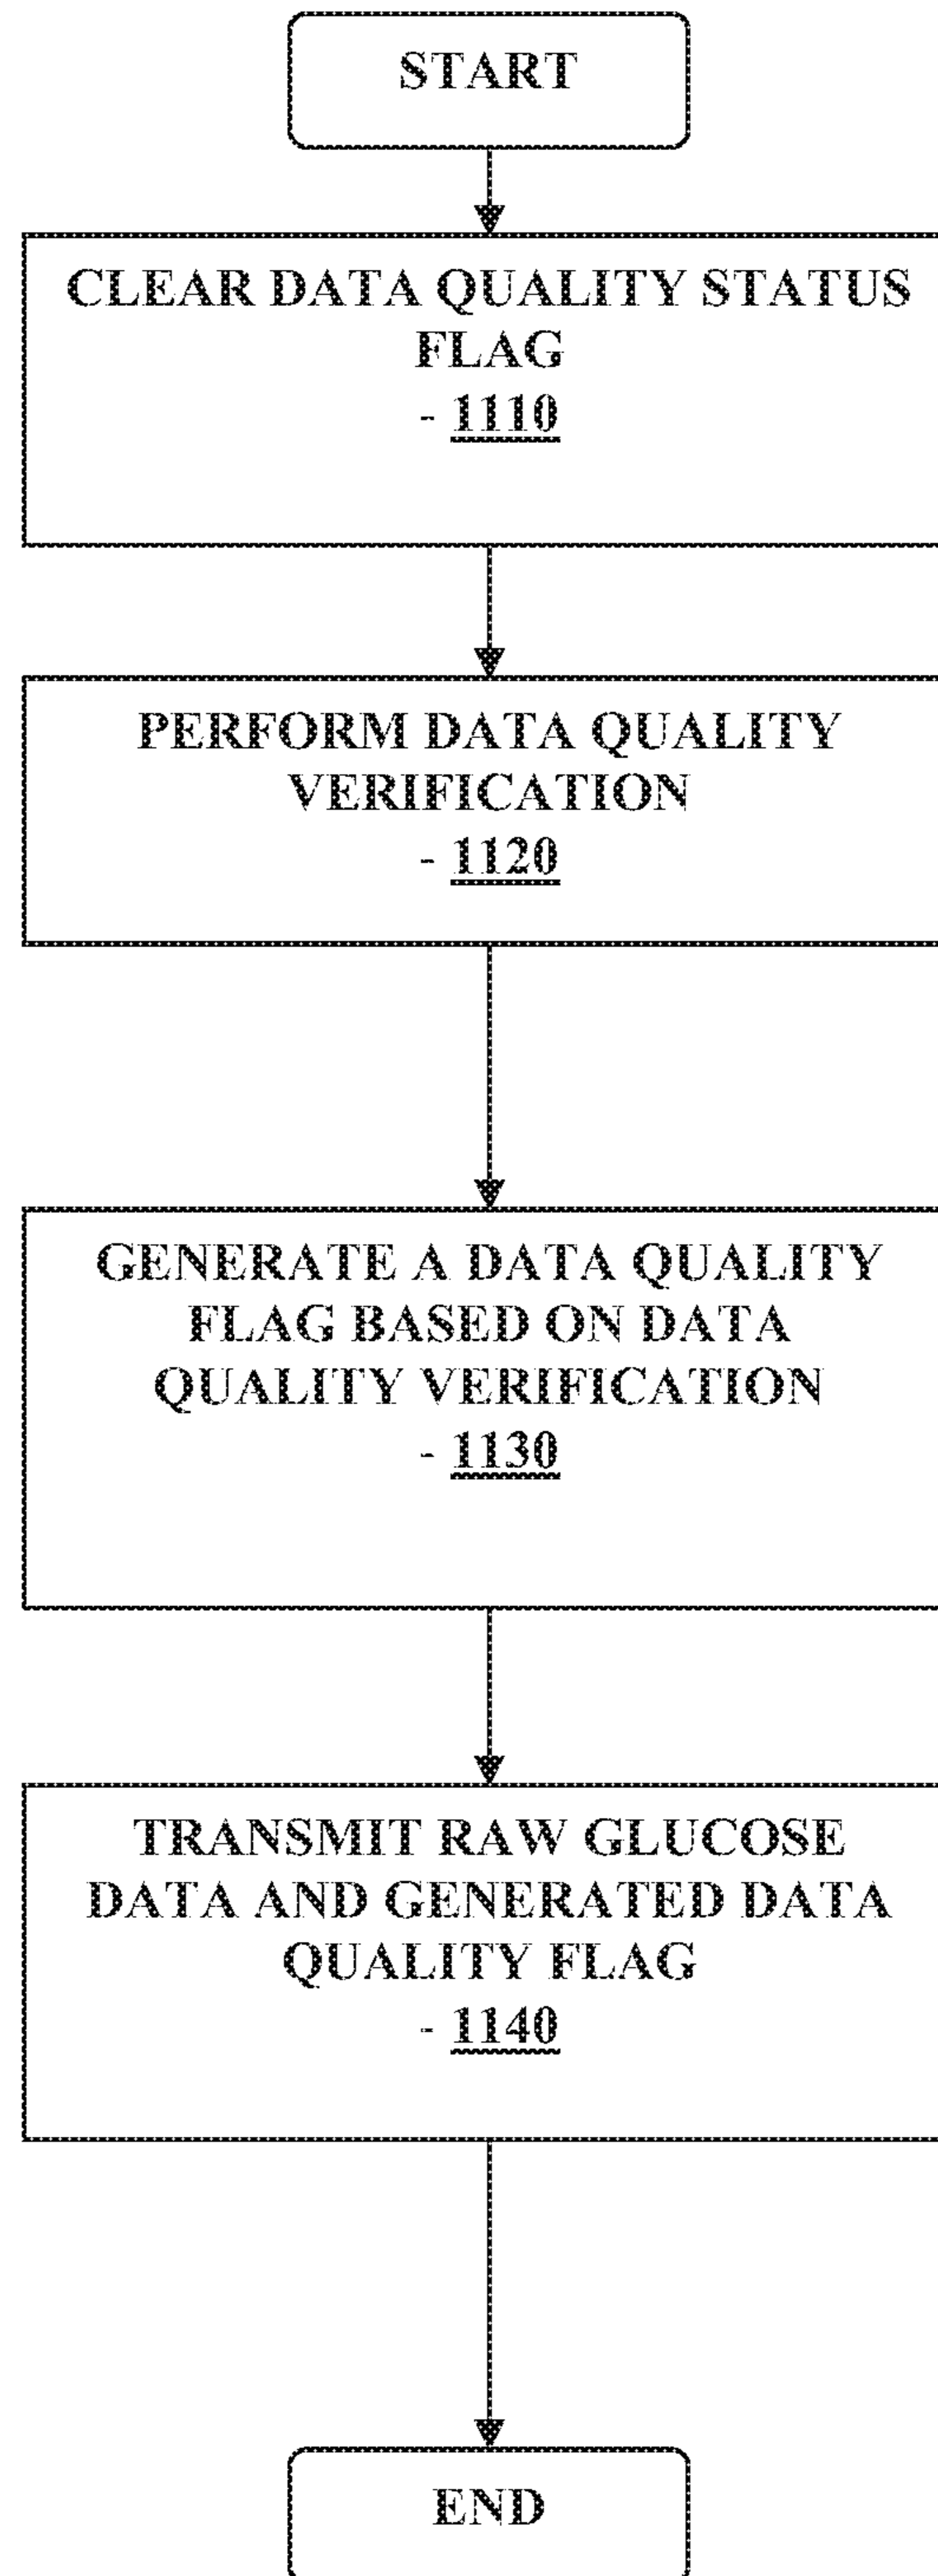 START
CLEAR DATA QUALITY STATUS
FLAG
- 1110
PERFORM DATA QUALITY
VERIFICATION
- 1120
GENERATE A DATA QUALITY
FLAG BASED ON DATA
QUALITY VERIFICATION
- 1130
TRANSMIT RAW GLUCOSE
DATA AND GENERATED DATA
QUALITY FLAG
- 1140
END